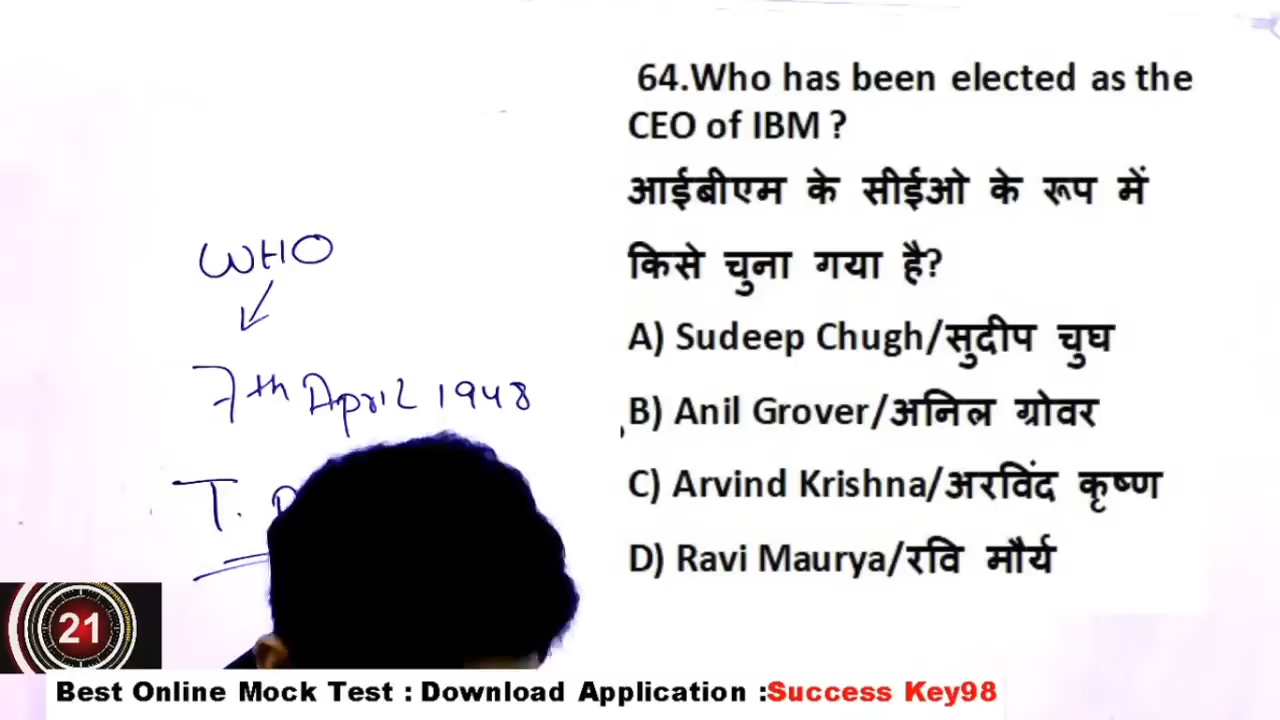 64.Who has been elected as the
CEO of IBM ?
आईबीएम के सीईओ के रूप में
किसे चुना गया है?
A) Sudeep Chugh/सुदीप चुघ
B) Anil Grover/अनिल ग्रोवर
C) Arvind Krishna/अरविंद कृष्ण
D) Ravi Maurya/रवि मौर्य
WHO
7th April 1948
T.
21
Best Online Mock Test : Download Application :Success Key98